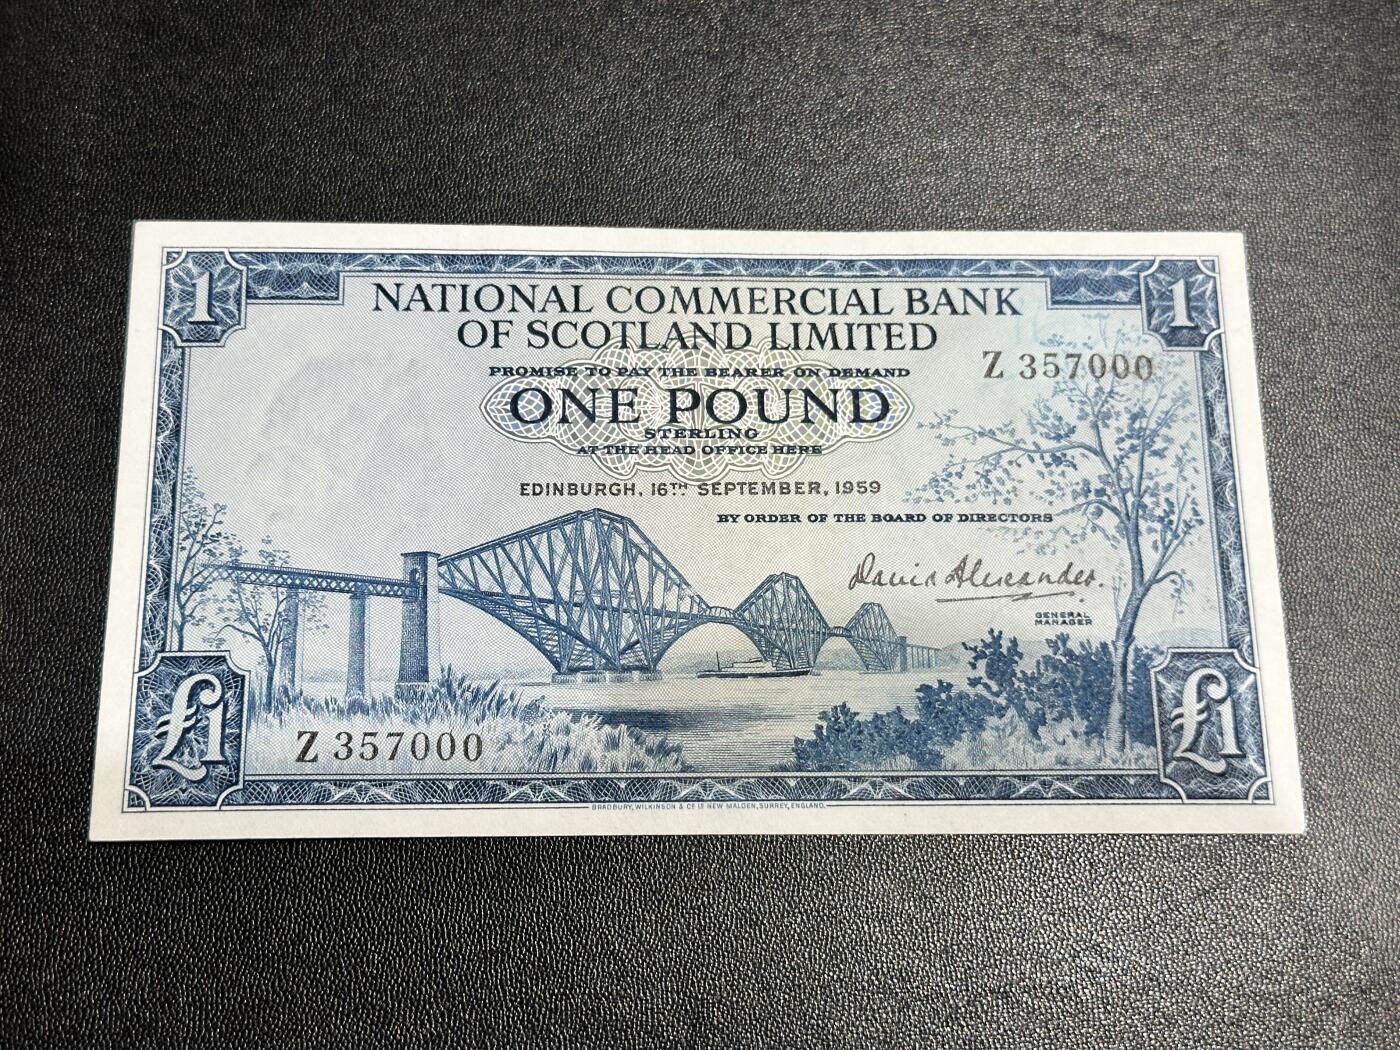 1
1
NATIONAL COMMERCIAL BANK
OF SCOTLAND LIMITED
PROMISE TO PAY THE BEARER ON DEMAND
Z 357000
ONE POUND
STERLING
AT THE HEAD OFFICE HERE
EDINBURGH, 16TH SEPTEMBER, 1959
BY ORDER OF THE BOARD OF DIRECTORS
David Alexander.
GENERAL
MANAGER
£1
£1
Z 357000
BRADBURY, WILKINSON & Co. Ld. NEW MALDEN, SURREY, ENGLAND.